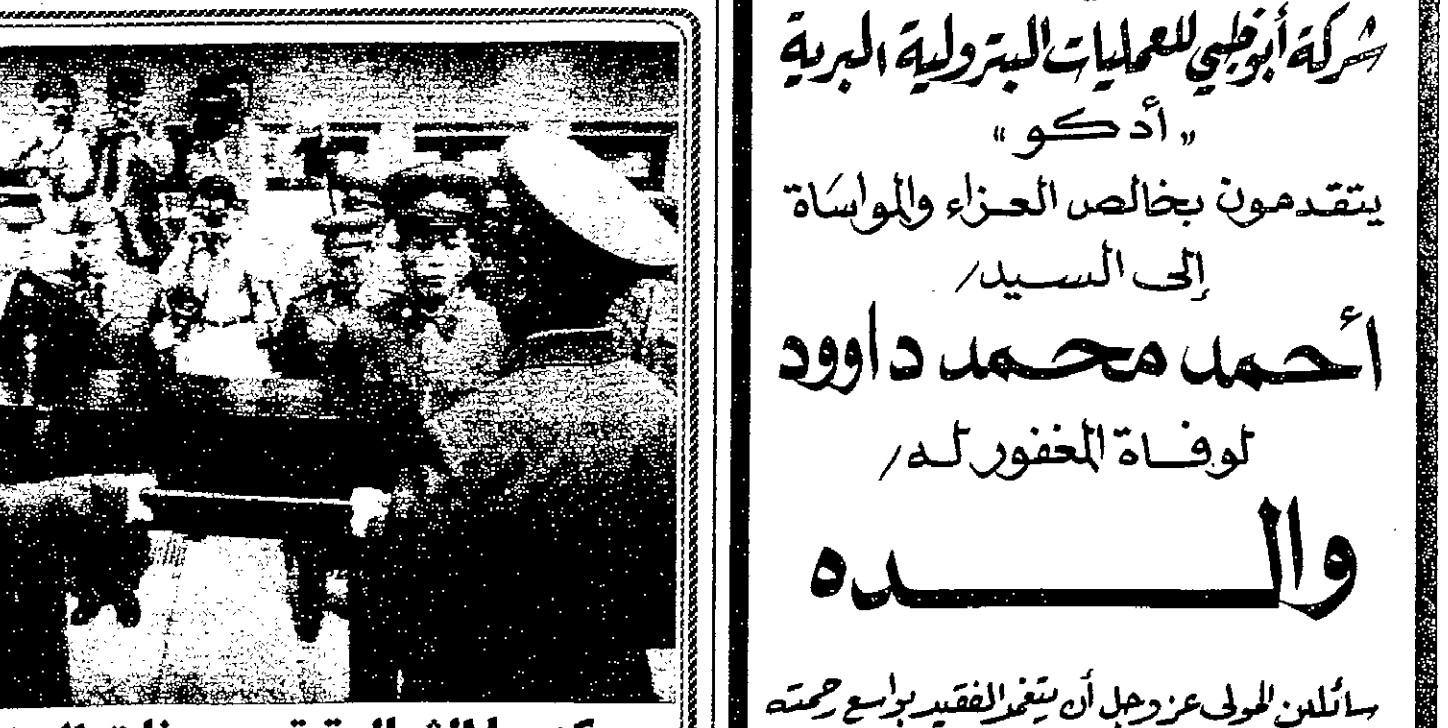 شركة أبوظبي للعمليات البترولية البرية
„ أدكو "
يتقدمون بخالص العزاء والمواساة
إلى السيد/
أحمد محمد داوود
لوفاة المغفور له/
والده
سائلين المولى عز وجل أن يتغمد الفقيد بواسع رحمته